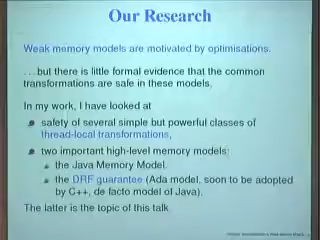 Our Research
Weak memory models are motivated by optimisations.
...but there is little formal evidence that the common
transformations are safe in these models.
In my work, I have looked at
safety of several simple but powerful classes of
thread-local transformations,
two important high-level memory models:
the Java Memory Model.
the DRF guarantee (Ada model, soon to be adopted
by C++, de facto model of Java).
The latter is the topic of this talk.